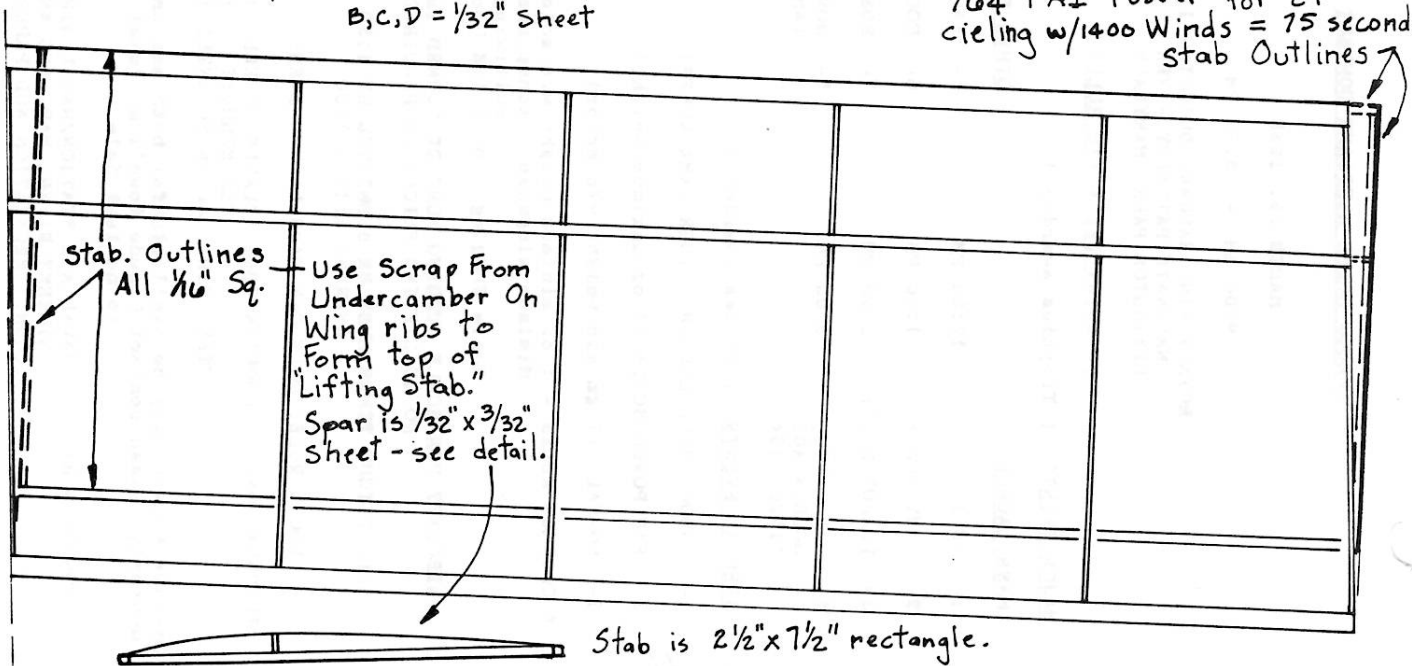 B, C, D = 1/32" Sheet
cieling w/1400 Winds = 75 second
Stab Outlines
Stab. Outlines
All 1/16" Sq.
Use Scrap From
Undercamber On
Wing ribs to
Form top of
"Lifting Stab."
Spar is 1/32" x 3/32"
Sheet - see detail.
Stab is 2 1/2" x 7 1/2" rectangle.